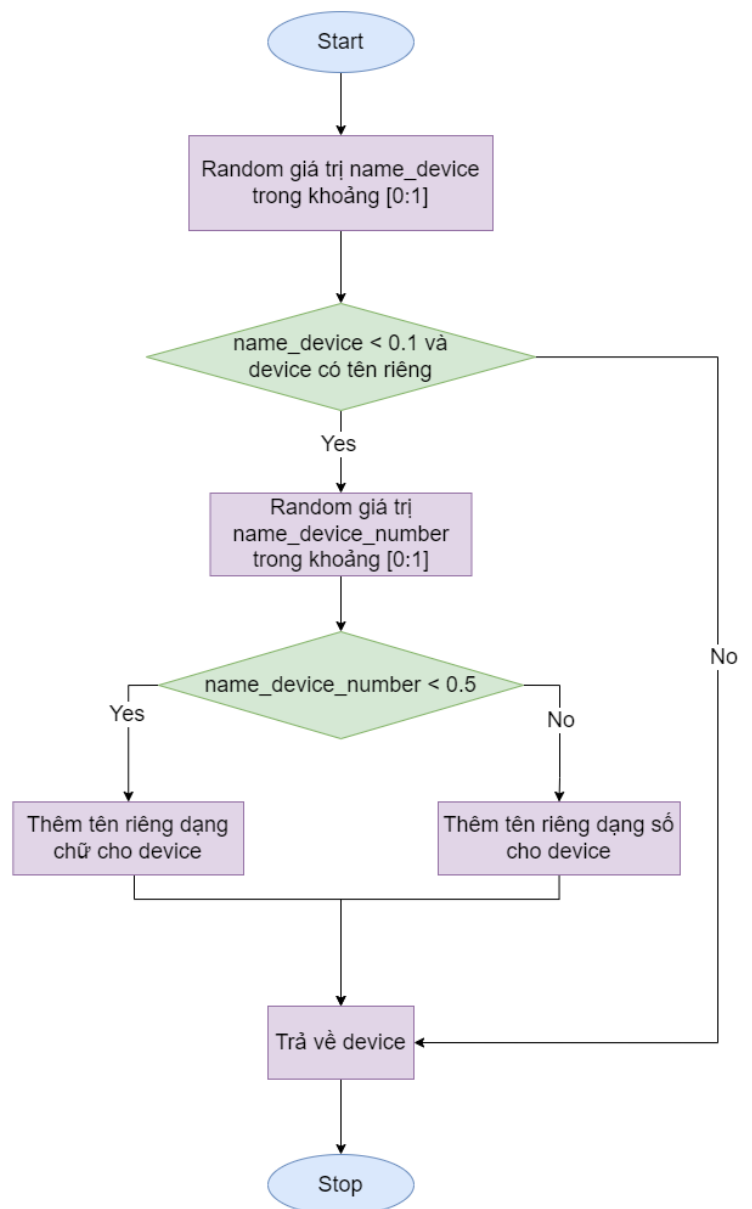 Start
Random giá trị name_device
trong khoảng [0:1]
name_device < 0.1 và
device có tên riêng
Yes
Random giá trị
name_device_number
trong khoảng [0:1]
No
name_device_number < 0.5
Yes
No
Thêm tên riêng dạng
chữ cho device
Thêm tên riêng dạng số
cho device
Trả về device
Stop